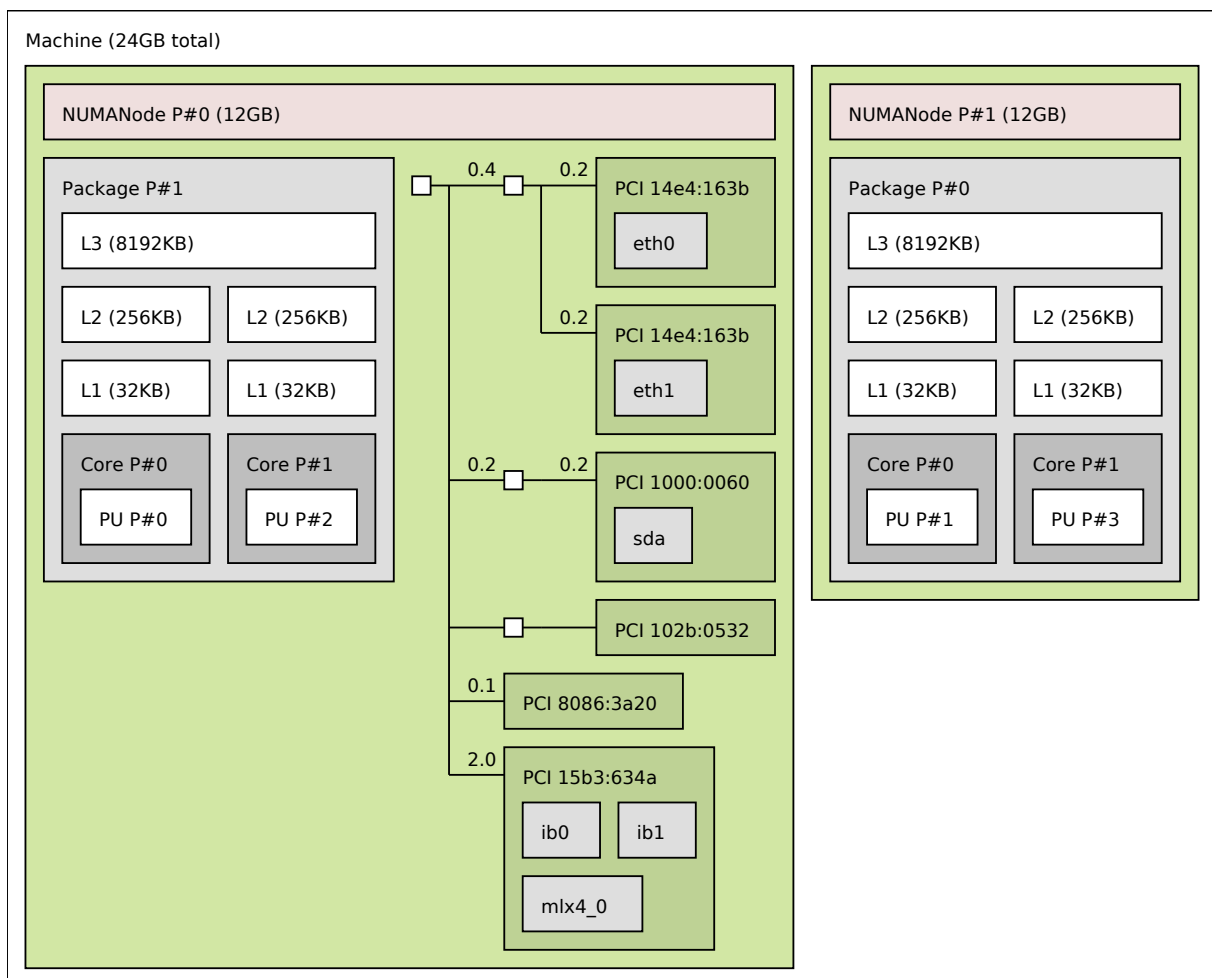 Machine (24GB total)
NUMANode P#0 (12GB)
Package P#1
L3 (8192KB)
L2 (256KB) L2 (256KB)
L1 (32KB) L1 (32KB)
Core P#0 Core P#1
PU P#0 PU P#2
0.4 0.2
PCI 14e4:163b
eth0
0.2
PCI 14e4:163b
eth1
0.2 0.2
PCI 1000:0060
sda
PCI 102b:0532
0.1
PCI 8086:3a20
2.0
PCI 15b3:634a
ib0 ib1
mlx4_0
NUMANode P#1 (12GB)
Package P#0
L3 (8192KB)
L2 (256KB) L2 (256KB)
L1 (32KB) L1 (32KB)
Core P#0 Core P#1
PU P#1 PU P#3